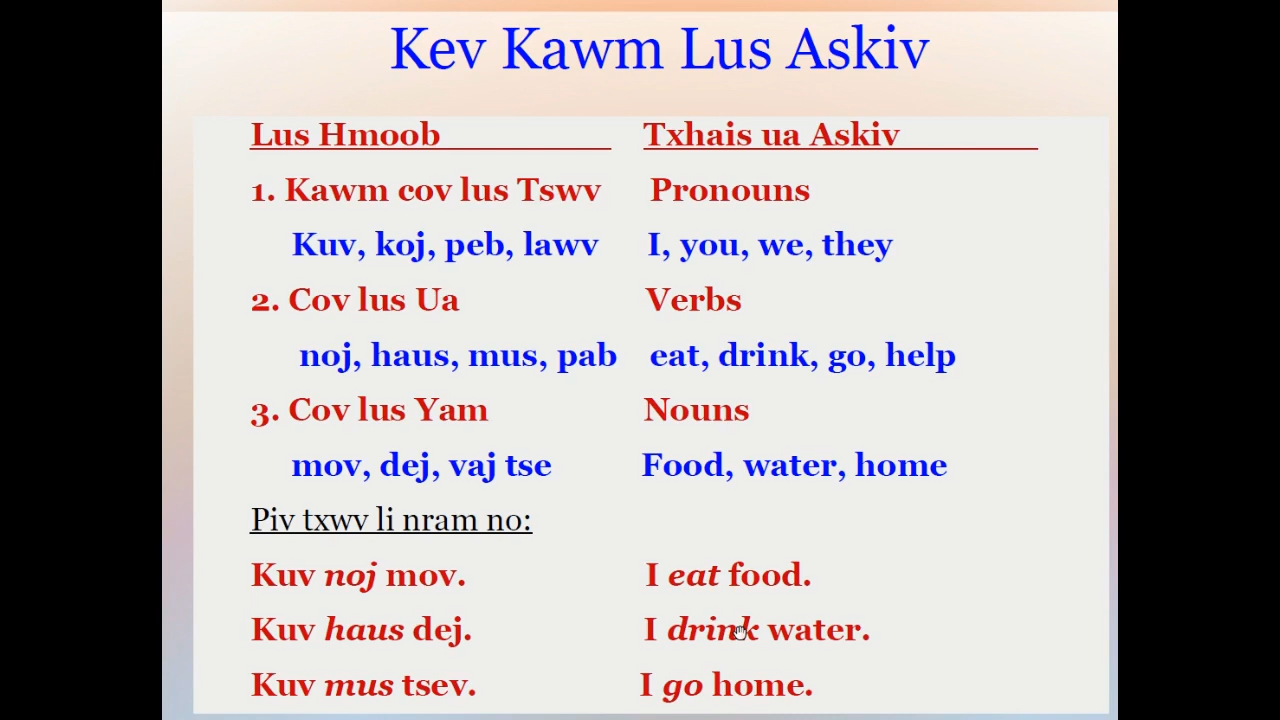 Kev Kawm Lus Askiv
Lus Hmoob Txhais ua Askiv
1. Kawm cov lus Tswv Pronouns
Kuv, koj, peb, lawv I, you, we, they
2. Cov lus Ua Verbs
noj, haus, mus, pab eat, drink, go, help
3. Cov lus Yam Nouns
mov, dej, vaj tse Food, water, home
Piv txwv li nram no:
Kuv noj mov. I eat food.
Kuv haus dej. I drink water.
Kuv mus tsev. I go home.